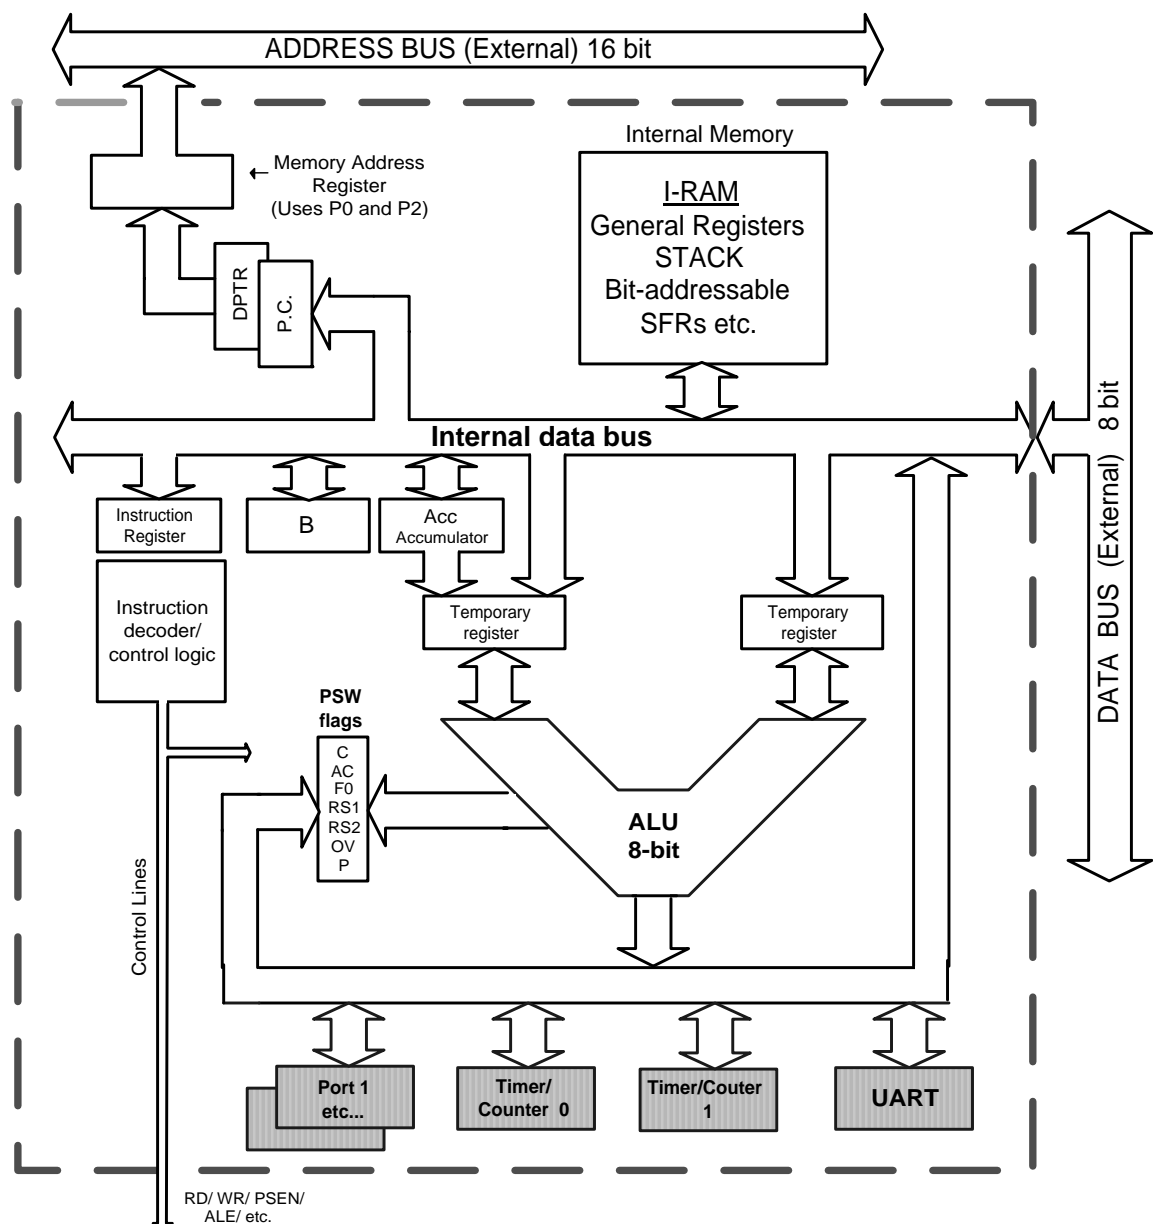 ADDRESS BUS (External) 16 bit
Internal Memory
Memory Address
Register
(Uses P0 and P2)
I-RAM
General Registers
STACK
Bit-addressable
SFRs etc.
DPTR
P.C.
Internal data bus
DATA BUS (External) 8 bit
Instruction
Register
B
Acc
Accumulator
Instruction
decoder/
control logic
Temporary
register
Temporary
register
PSW
flags
C
AC
F0
RS1
RS2
OV
P
ALU
8-bit
Control Lines
Port 1
etc...
Timer/
Counter 0
Timer/Couter
1
UART
RD/ WR/ PSEN/
ALE/ etc.